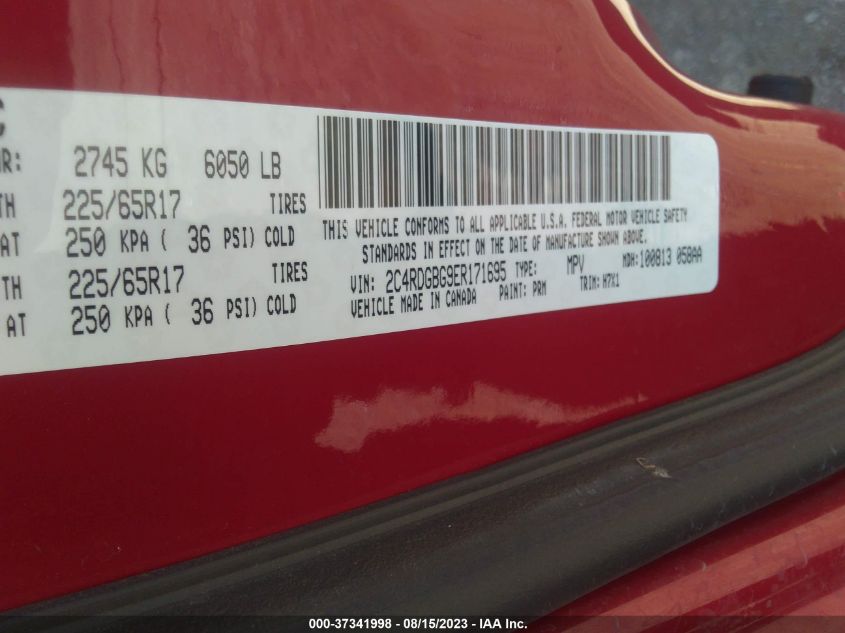 C
WR: 2745 KG 6050 LB
TH 225/65R17 TIRES
AT 250 KPA ( 36 PSI) COLD
TH 225/65R17 TIRES
AT 250 KPA ( 36 PSI) COLD
THIS VEHICLE CONFORMS TO ALL APPLICABLE U.S.A. FEDERAL MOTOR VEHICLE SAFETY
STANDARDS IN EFFECT ON THE DATE OF MANUFACTURE SHOWN ABOVE.
VIN: 2C4RDGBG9ER171695 TYPE: MPV MDH:100813 058AA
VEHICLE MADE IN CANADA PAINT: PRM TRIM: H7X1
000-37341998 - 08/15/2023 - IAA Inc.